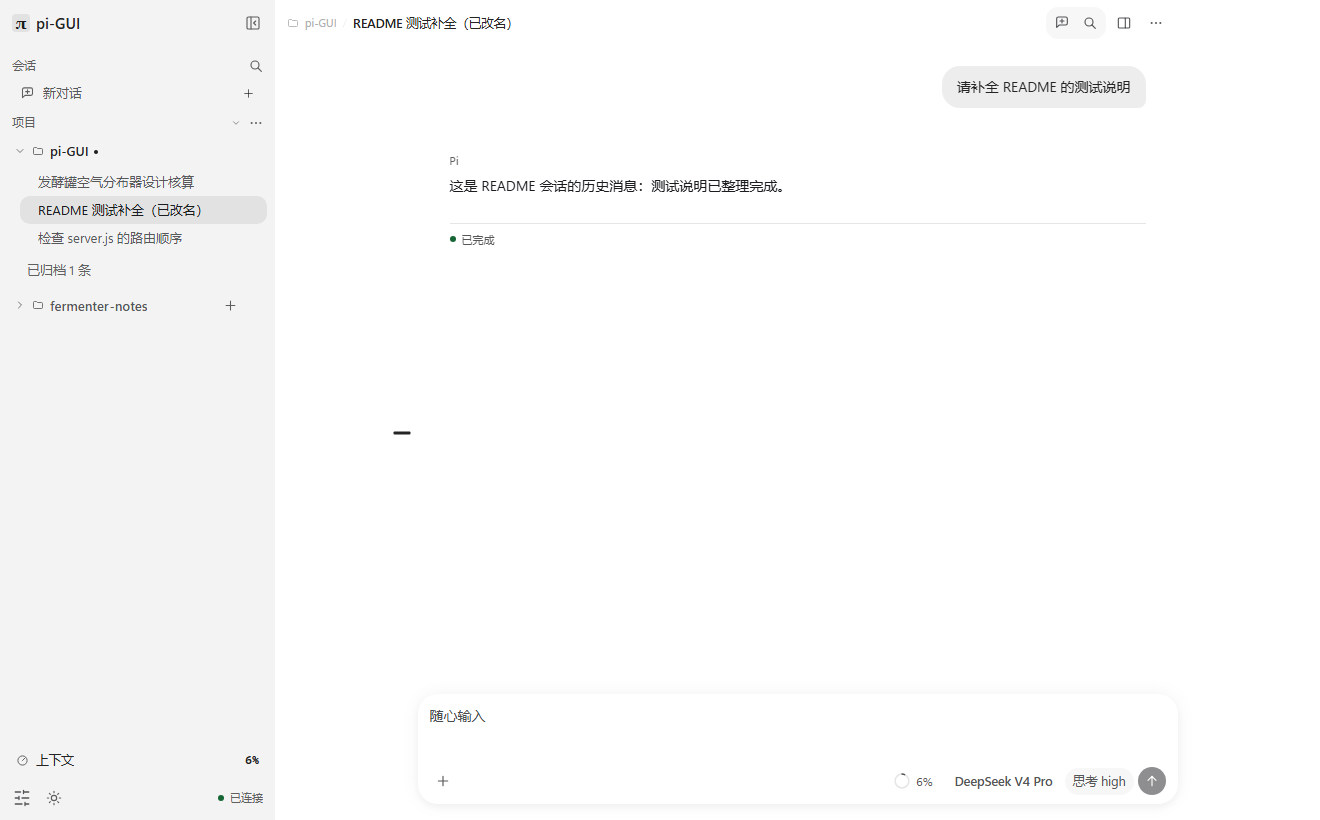 π pi-GUI
会话
新对话
项目
pi-GUI
发酵罐空气分布器设计核算
README 测试补全（已改名）
检查 server.js 的路由顺序
已归档 1 条
fermenter-notes
上下文 6%
已连接
pi-GUI / README 测试补全（已改名）
请补全 README 的测试说明
Pi
这是 README 会话的历史消息：测试说明已整理完成。
已完成
随心输入
6% DeepSeek V4 Pro 思考 high